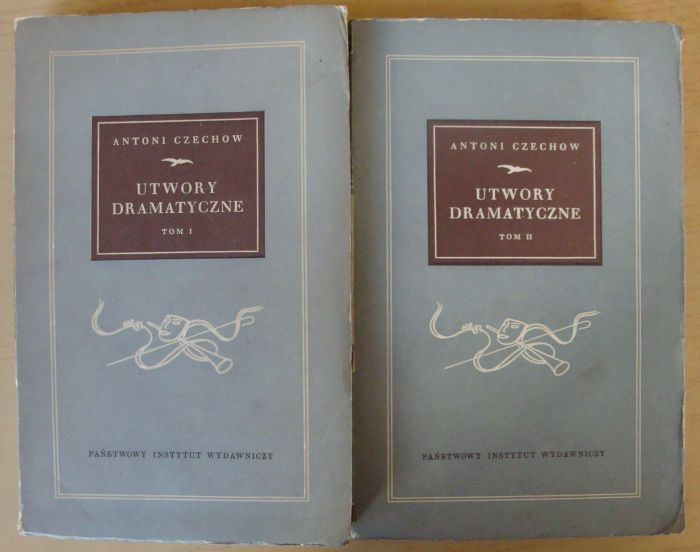 ANTONI CZECHOW
UTWORY
DRAMATYCZNE
TOM I
PAŃSTWOWY INSTYTUT WYDAWNICZY
ANTONI CZECHOW
UTWORY
DRAMATYCZNE
TOM II
PAŃSTWOWY INSTYTUT WYDAWNICZY